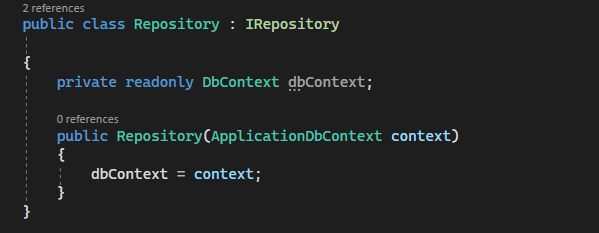 2 references
public class Repository : IRepository
{
private readonly DbContext dbContext;
0 references
public Repository(ApplicationDbContext context)
{
dbContext = context;
}
}